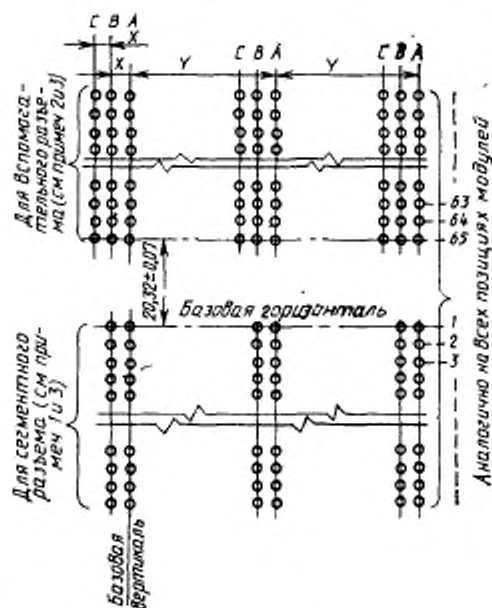 C B A
X
X Y C B A Y C B A
Для вспомога-
тельного разъе-
ма (см примеч 2 и 3)
63
64
65
20,32±0,07
Базовая горизанталь
1
2
3
Для сегментного
разъема (см при-
меч 1 и 3)
Аналогично на всех позициях модулей
Базовая
вертикаль